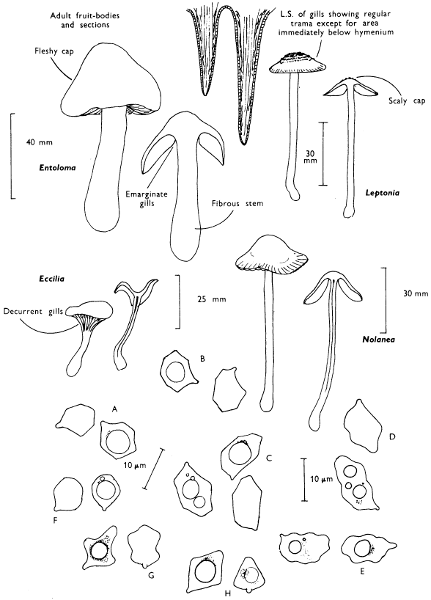 Adult fruit-bodies
and sections
Fleshy cap
L.S. of gills showing regular
trama except for area
immediately below hymenium
Scaly cap
40 mm
Entoloma
30
mm
Leptonia
Emarginate
gills
Fibrous stem
Eccilia
25 mm
30 mm
Decurrent gills
Nolanea
B
A
D
C
10 µm
10 µm
F
G
E
H